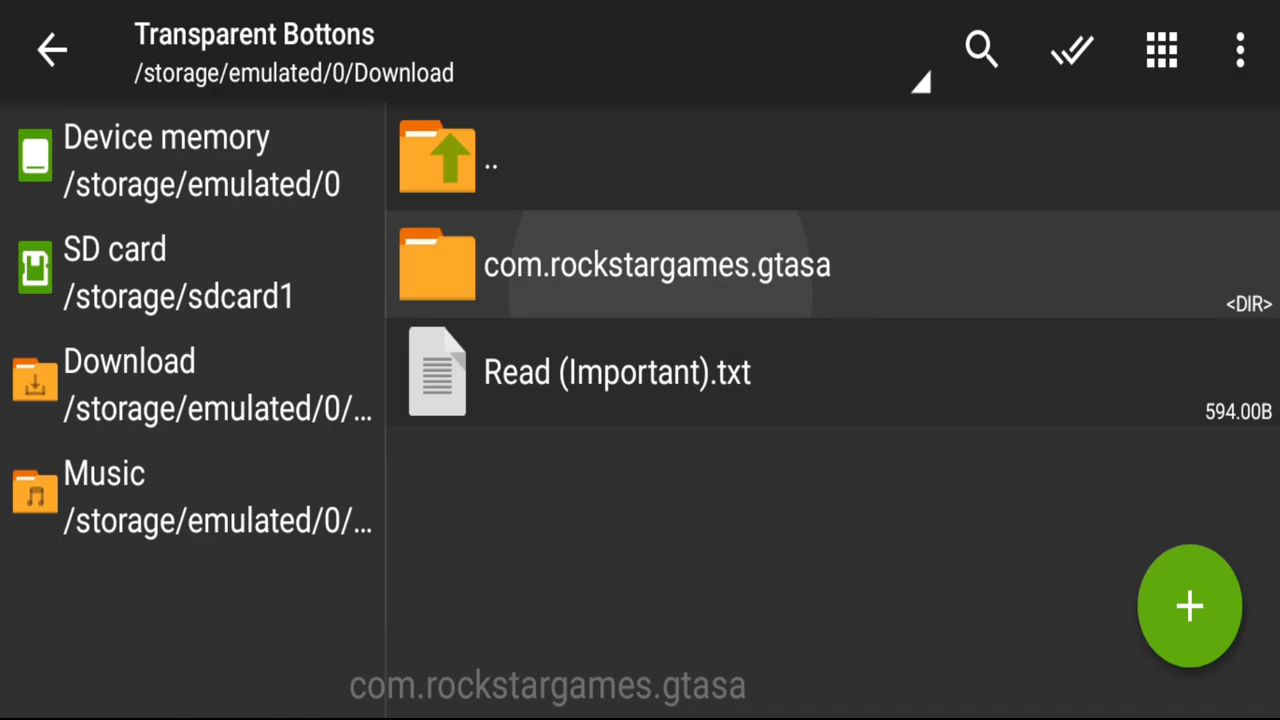 Transparent Bottons
/storage/emulated/0/Download
Device memory
/storage/emulated/0
SD card
/storage/sdcard1
Download
/storage/emulated/0/...
Music
/storage/emulated/0/...
..
com.rockstargames.gtasa
<DIR>
Read (Important).txt
594.00B
com.rockstargames.gtasa